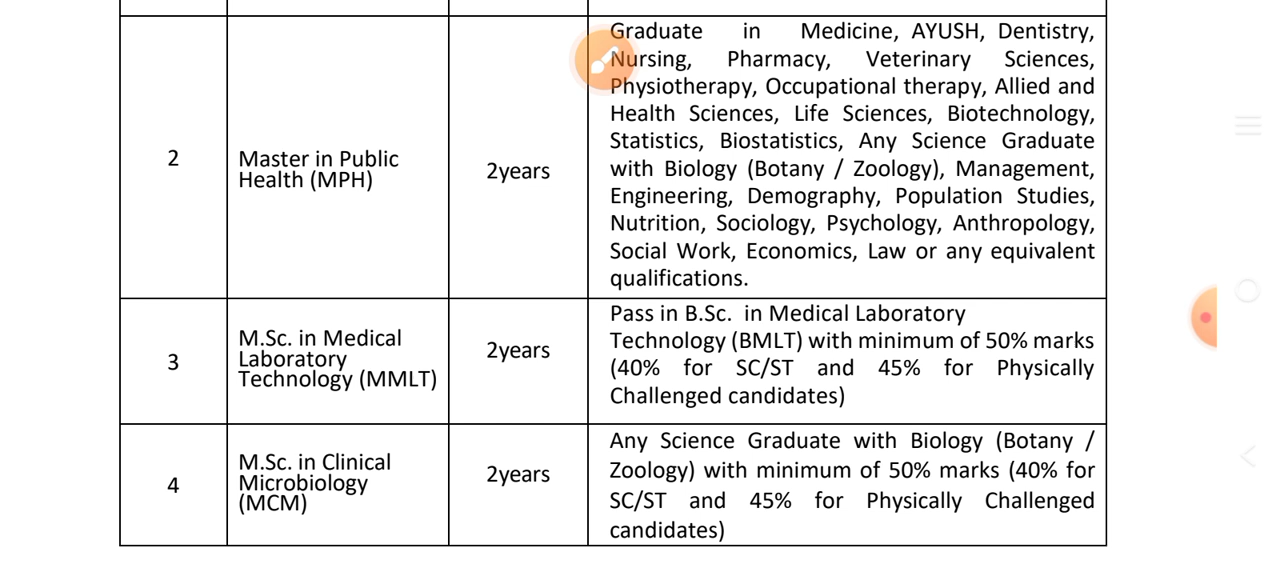 2
Master in Public
Health (MPH)
2years
Graduate in Medicine, AYUSH, Dentistry,
Nursing, Pharmacy, Veterinary Sciences,
Physiotherapy, Occupational therapy, Allied and
Health Sciences, Life Sciences, Biotechnology,
Statistics, Biostatistics, Any Science Graduate
with Biology (Botany / Zoology), Management,
Engineering, Demography, Population Studies,
Nutrition, Sociology, Psychology, Anthropology,
Social Work, Economics, Law or any equivalent
qualifications.
3
M.Sc. in Medical
Laboratory
Technology (MMLT)
2years
Pass in B.Sc. in Medical Laboratory
Technology (BMLT) with minimum of 50% marks
(40% for SC/ST and 45% for Physically
Challenged candidates)
4
M.Sc. in Clinical
Microbiology
(MCM)
2years
Any Science Graduate with Biology (Botany /
Zoology) with minimum of 50% marks (40% for
SC/ST and 45% for Physically Challenged
candidates)